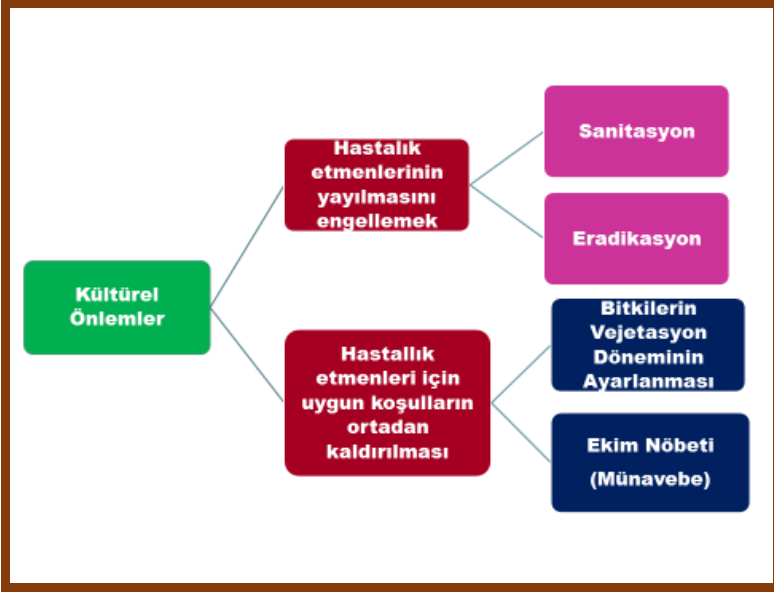 Kültürel
Önlemler
Hastalık
etmenlerinin
yayılmasını
engellemek
Sanitasyon
Eradikasyon
Hastallık
etmenleri için
uygun koşulların
ortadan
kaldırılması
Bitkilerin
Vejetasyon
Döneminin
Ayarlanması
Ekim Nöbeti
(Münavebe)